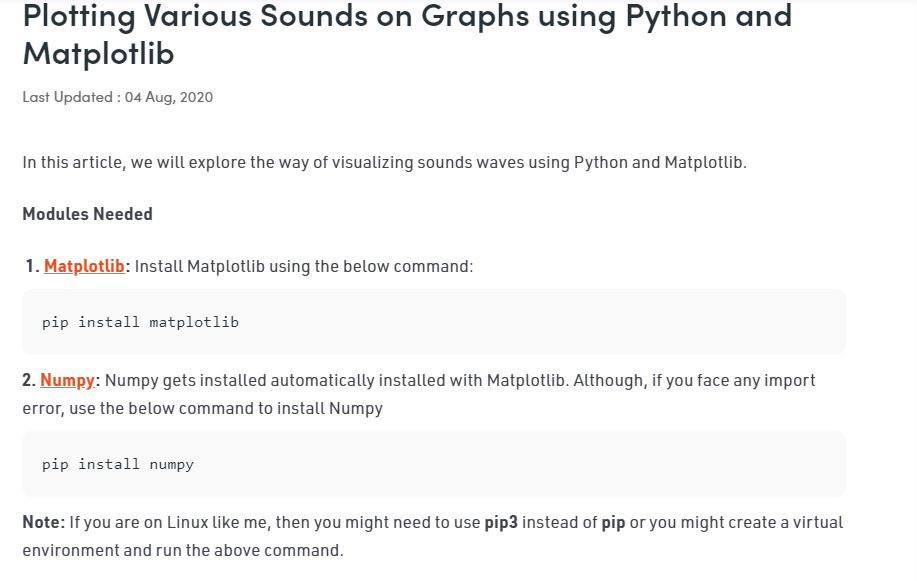 Plotting Various Sounds on Graphs using Python and
Matplotlib
Last Updated : 04 Aug, 2020
In this article, we will explore the way of visualizing sounds waves using Python and Matplotlib.
Modules Needed
1. Matplotlib: Install Matplotlib using the below command:
pip install matplotlib
2. Numpy: Numpy gets installed automatically installed with Matplotlib. Although, if you face any import
error, use the below command to install Numpy
pip install numpy
Note: If you are on Linux like me, then you might need to use pip3 instead of pip or you might create a virtual
environment and run the above command.